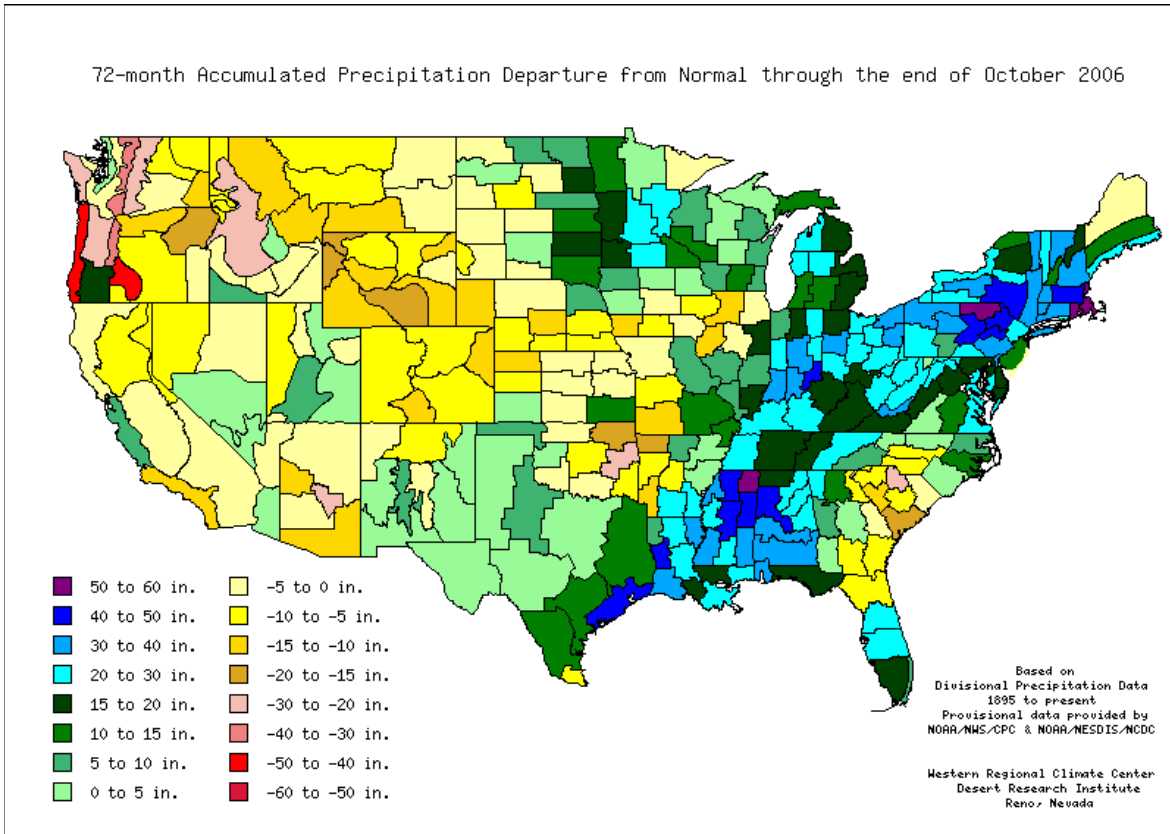 72-month Accumulated Precipitation Departure from Normal through the end of October 2006
50 to 60 in.
40 to 50 in.
30 to 40 in.
20 to 30 in.
15 to 20 in.
10 to 15 in.
5 to 10 in.
0 to 5 in.
-5 to 0 in.
-10 to -5 in.
-15 to -10 in.
-20 to -15 in.
-30 to -20 in.
-40 to -30 in.
-50 to -40 in.
-60 to -50 in.
Based on
Divisional Precipitation Data
1895 to present
Provisional data provided by
NOAA/NWS/CPC & NOAA/NESDIS/NCDC
Western Regional Climate Center
Desert Research Institute
Reno, Nevada